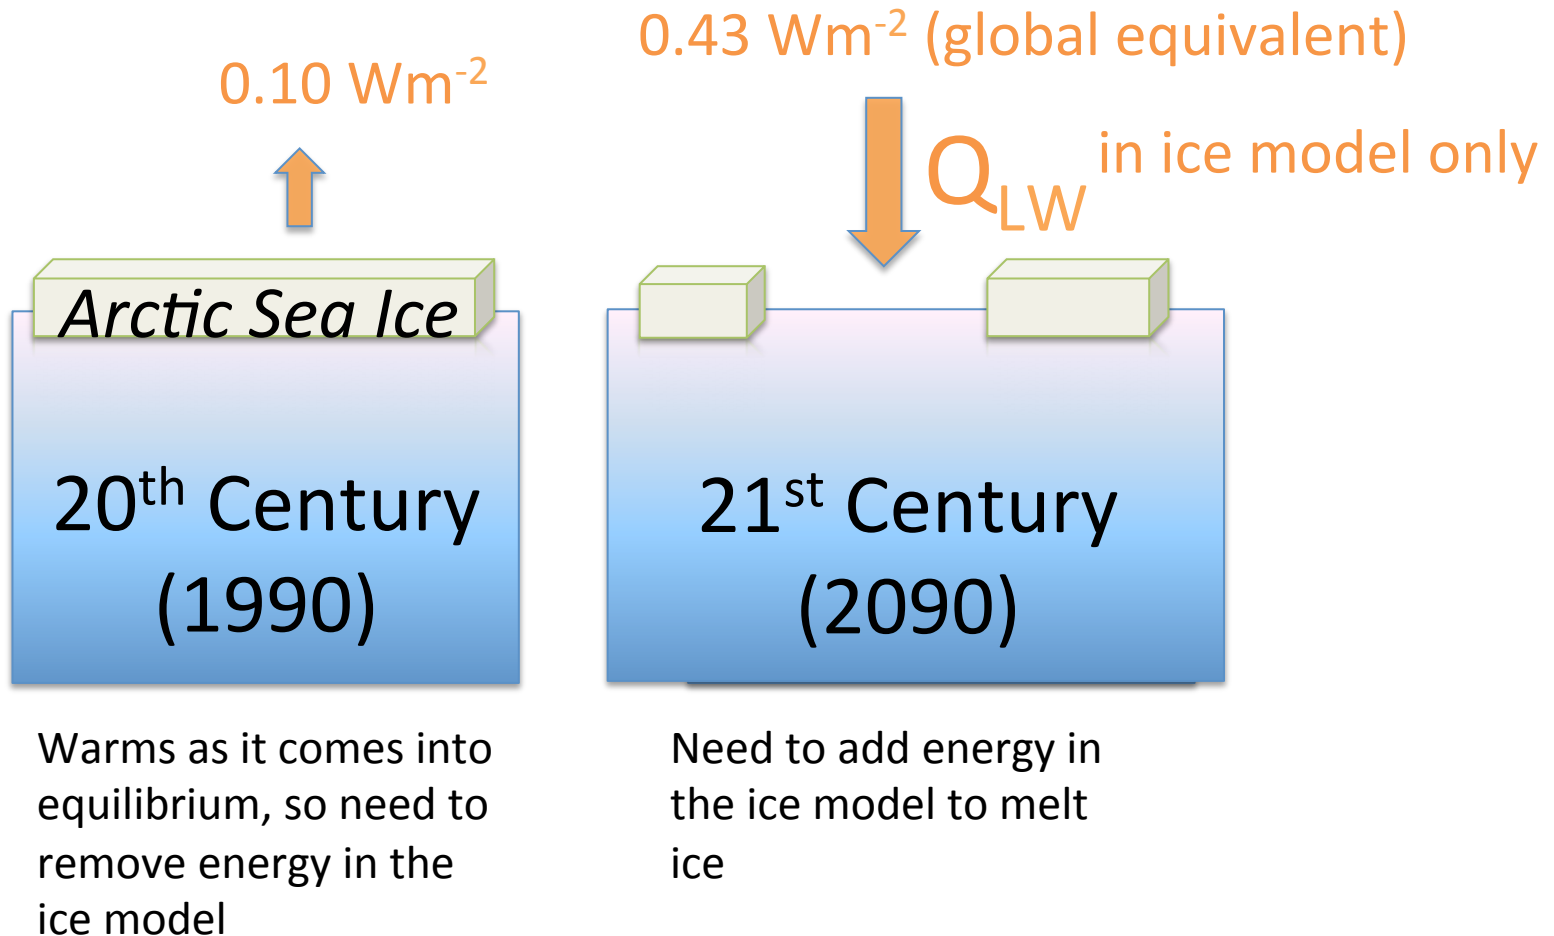 0.10 Wm⁻²
Arctic Sea Ice
20ᵗʰ Century
(1990)
Warms as it comes into
equilibrium, so need to
remove energy in the
ice model
0.43 Wm⁻² (global equivalent)
Q_LW in ice model only
21ˢᵗ Century
(2090)
Need to add energy in
the ice model to melt
ice